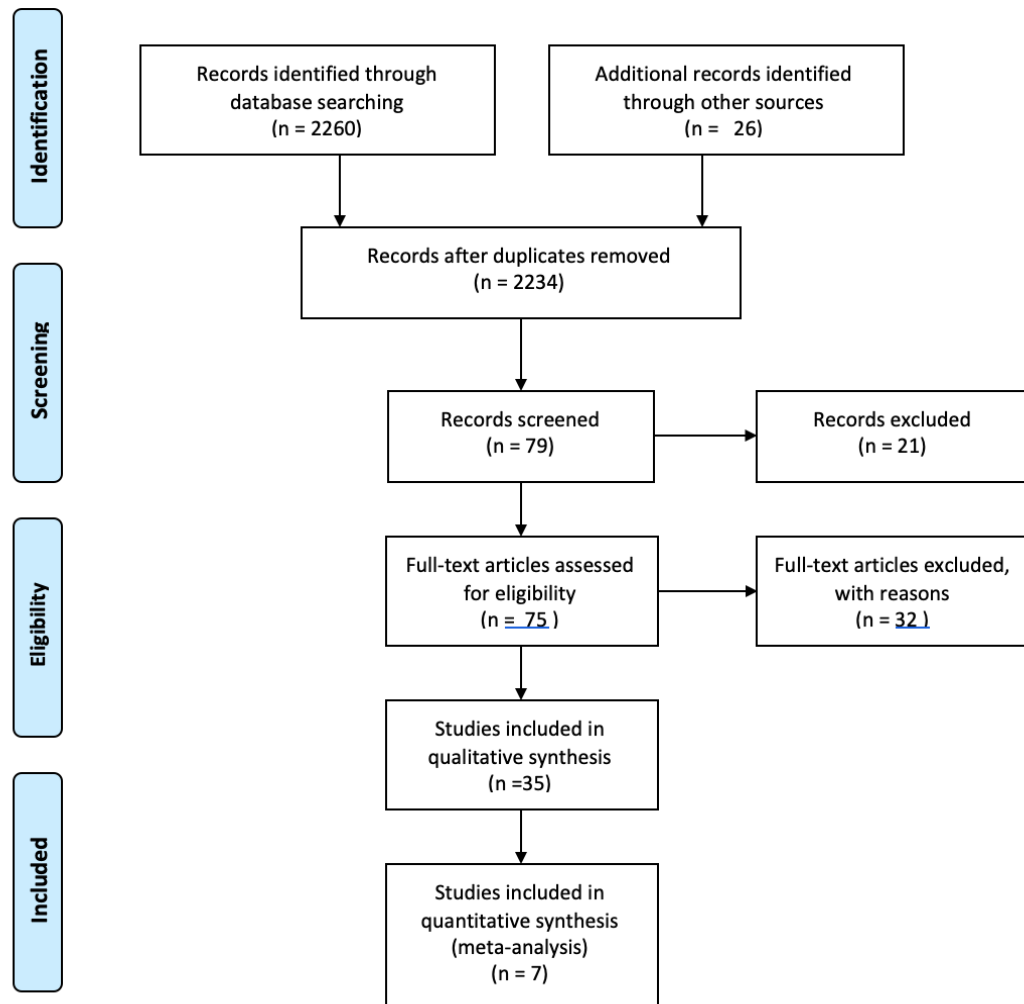 Identification
Records identified through
database searching
(n = 2260)
Additional records identified
through other sources
(n = 26)
Records after duplicates removed
(n = 2234)
Screening
Records screened
(n = 79)
Records excluded
(n = 21)
Eligibility
Full-text articles assessed
for eligibility
(n = 75 )
Full-text articles excluded,
with reasons
(n = 32 )
Studies included in
qualitative synthesis
(n =35)
Included
Studies included in
quantitative synthesis
(meta-analysis)
(n = 7)